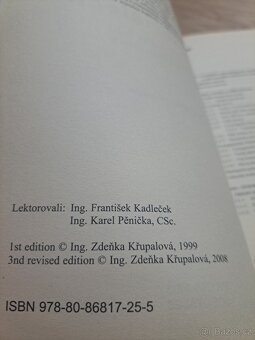 Lektorovali: Ing. František Kadleček
Ing. Karel Pěnička, CSc.
1st edition © Ing. Zdeňka Křupalová, 1999
3nd revised edition © Ing. Zdeňka Křupalová, 2008
ISBN 978-80-86817-25-5